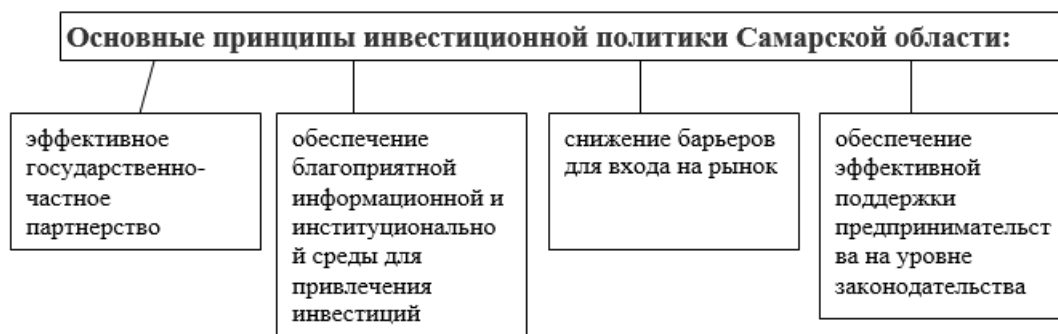 Основные принципы инвестиционной политики Самарской области:
эффективное
государственно-
частное
партнерство
обеспечение
благоприятной
информационной и
институционально
й среды для
привлечения
инвестиций
снижение барьеров
для входа на рынок
обеспечение
эффективной
поддержки
предпринимательст
ва на уровне
законодательства